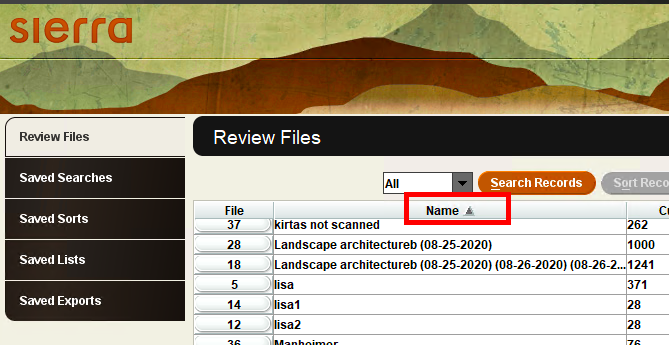 sierra
Review Files
Saved Searches
Saved Sorts
Saved Lists
Saved Exports
Review Files
All Search Records Sort Reco
File Name Cu
37 kirtas not scanned 262
28 Landscape architectureb (08-25-2020) 1000
18 Landscape architectureb (08-25-2020) (08-26-2020) (08-26-2... 1241
5 lisa 371
14 lisa1 28
12 lisa2 28
36 Manheimer 76